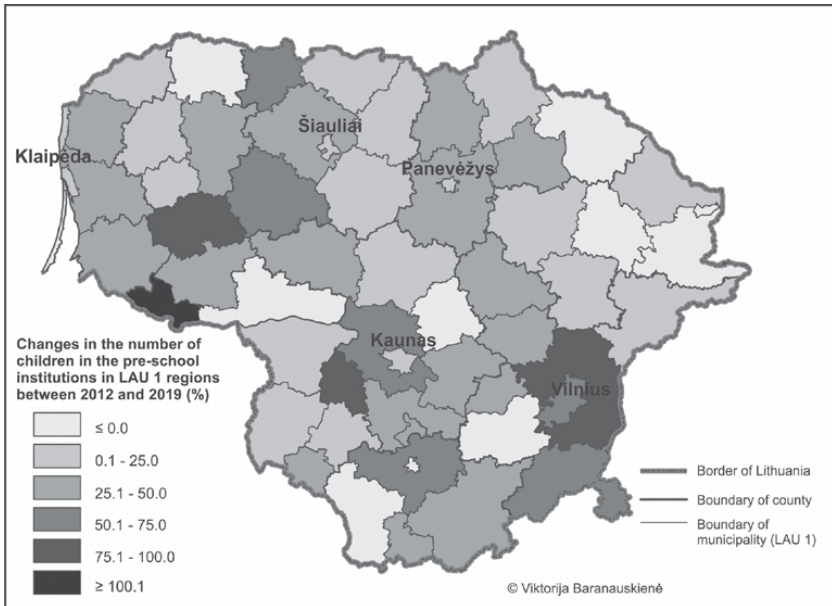 Šiauliai
Klaipėda
Panevėžys
Kaunas
Vilnius
Changes in the number of
children in the pre-school
institutions in LAU 1 regions
between 2012 and 2019 (%)
≤ 0.0
0.1 - 25.0
25.1 - 50.0
50.1 - 75.0
75.1 - 100.0
≥ 100.1
Border of Lithuania
Boundary of county
Boundary of
municipality (LAU 1)
© Viktorija Baranauskienė